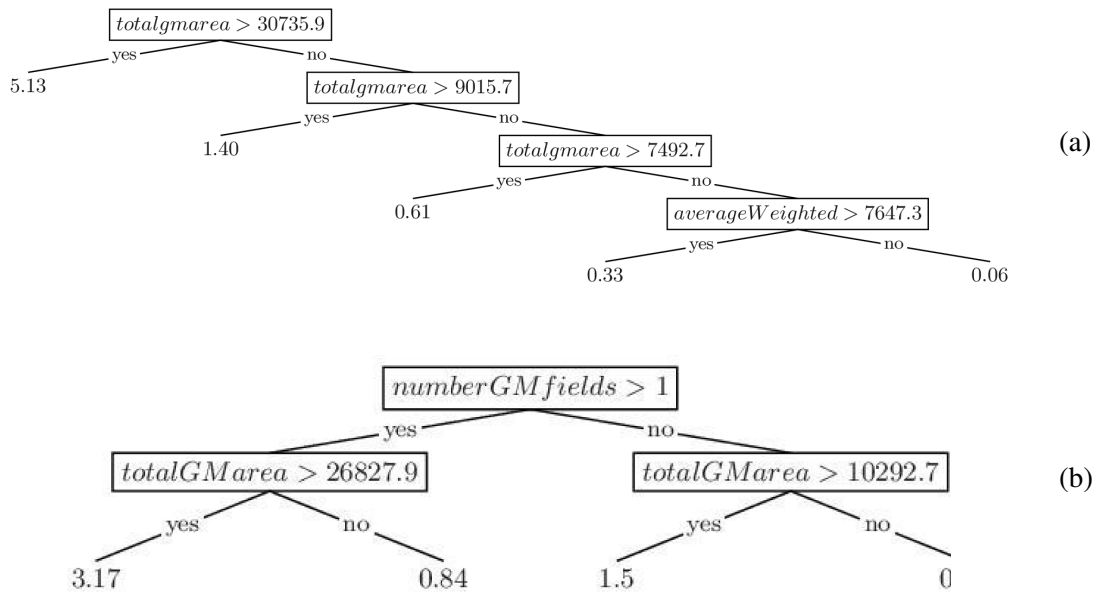 totalgmarea > 30735.9
yes no
5.13 totalgmarea > 9015.7
yes no
1.40 totalgmarea > 7492.7 (a)
yes no
0.61 averageWeighted > 7647.3
yes no
0.33 0.06
numberGMfields > 1
yes no
totalGMarea > 26827.9 totalGMarea > 10292.7 (b)
yes no yes no
3.17 0.84 1.5